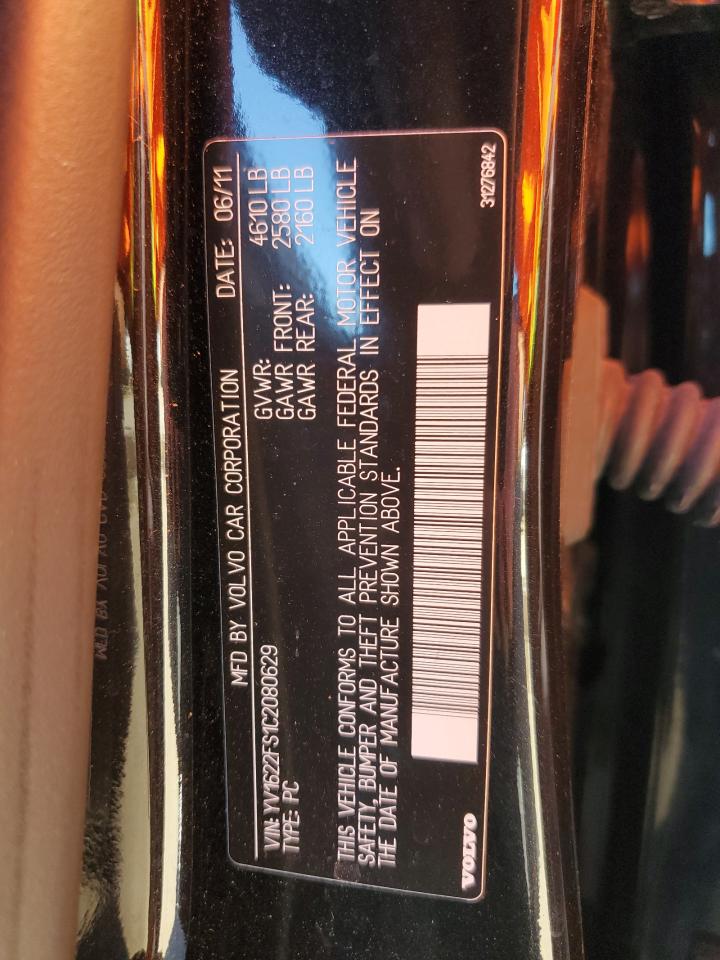 MFD BY VOLVO CAR CORPORATION DATE: 06/11
VIN: YV1622FS1C2080629 GVWR: 4610 LB
TYPE: PC GAWR FRONT: 2580 LB
GAWR REAR: 2160 LB
THIS VEHICLE CONFORMS TO ALL APPLICABLE FEDERAL MOTOR VEHICLE
SAFETY, BUMPER AND THEFT PREVENTION STANDARDS IN EFFECT ON
THE DATE OF MANUFACTURE SHOWN ABOVE.
VOLVO
31276842